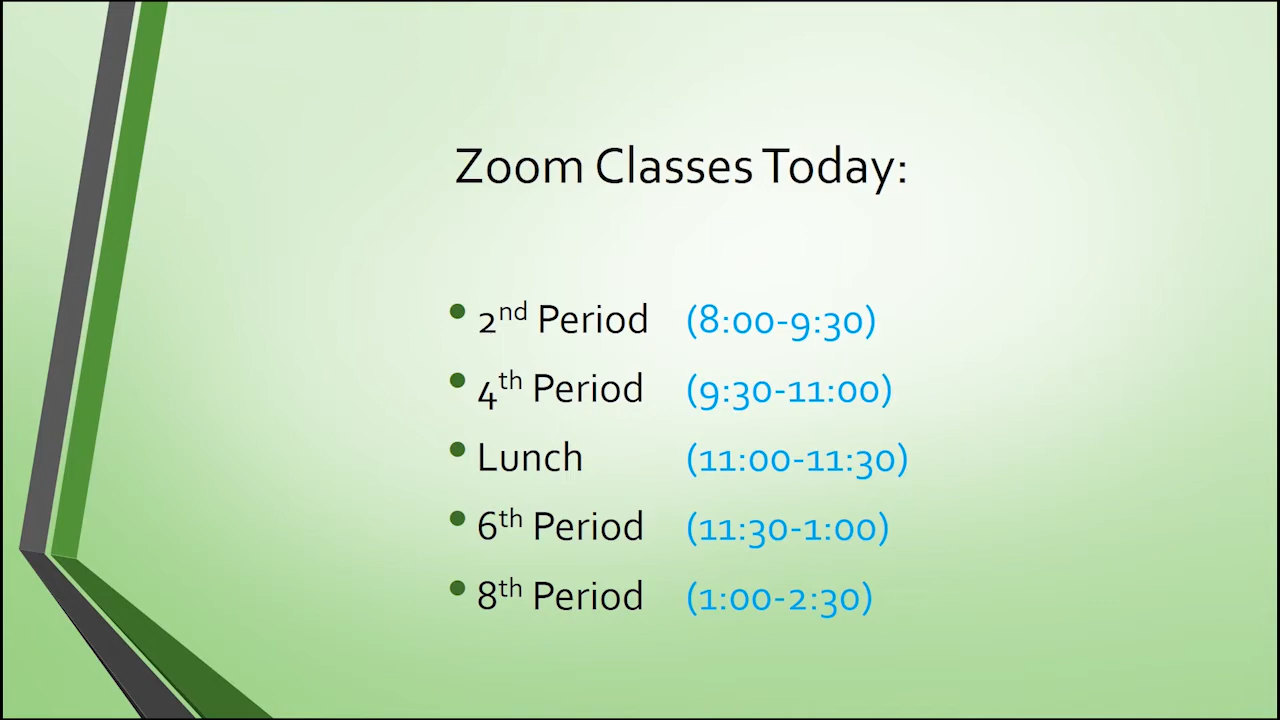 Zoom Classes Today:
• 2nd Period (8:00-9:30)
• 4th Period (9:30-11:00)
• Lunch (11:00-11:30)
• 6th Period (11:30-1:00)
• 8th Period (1:00-2:30)